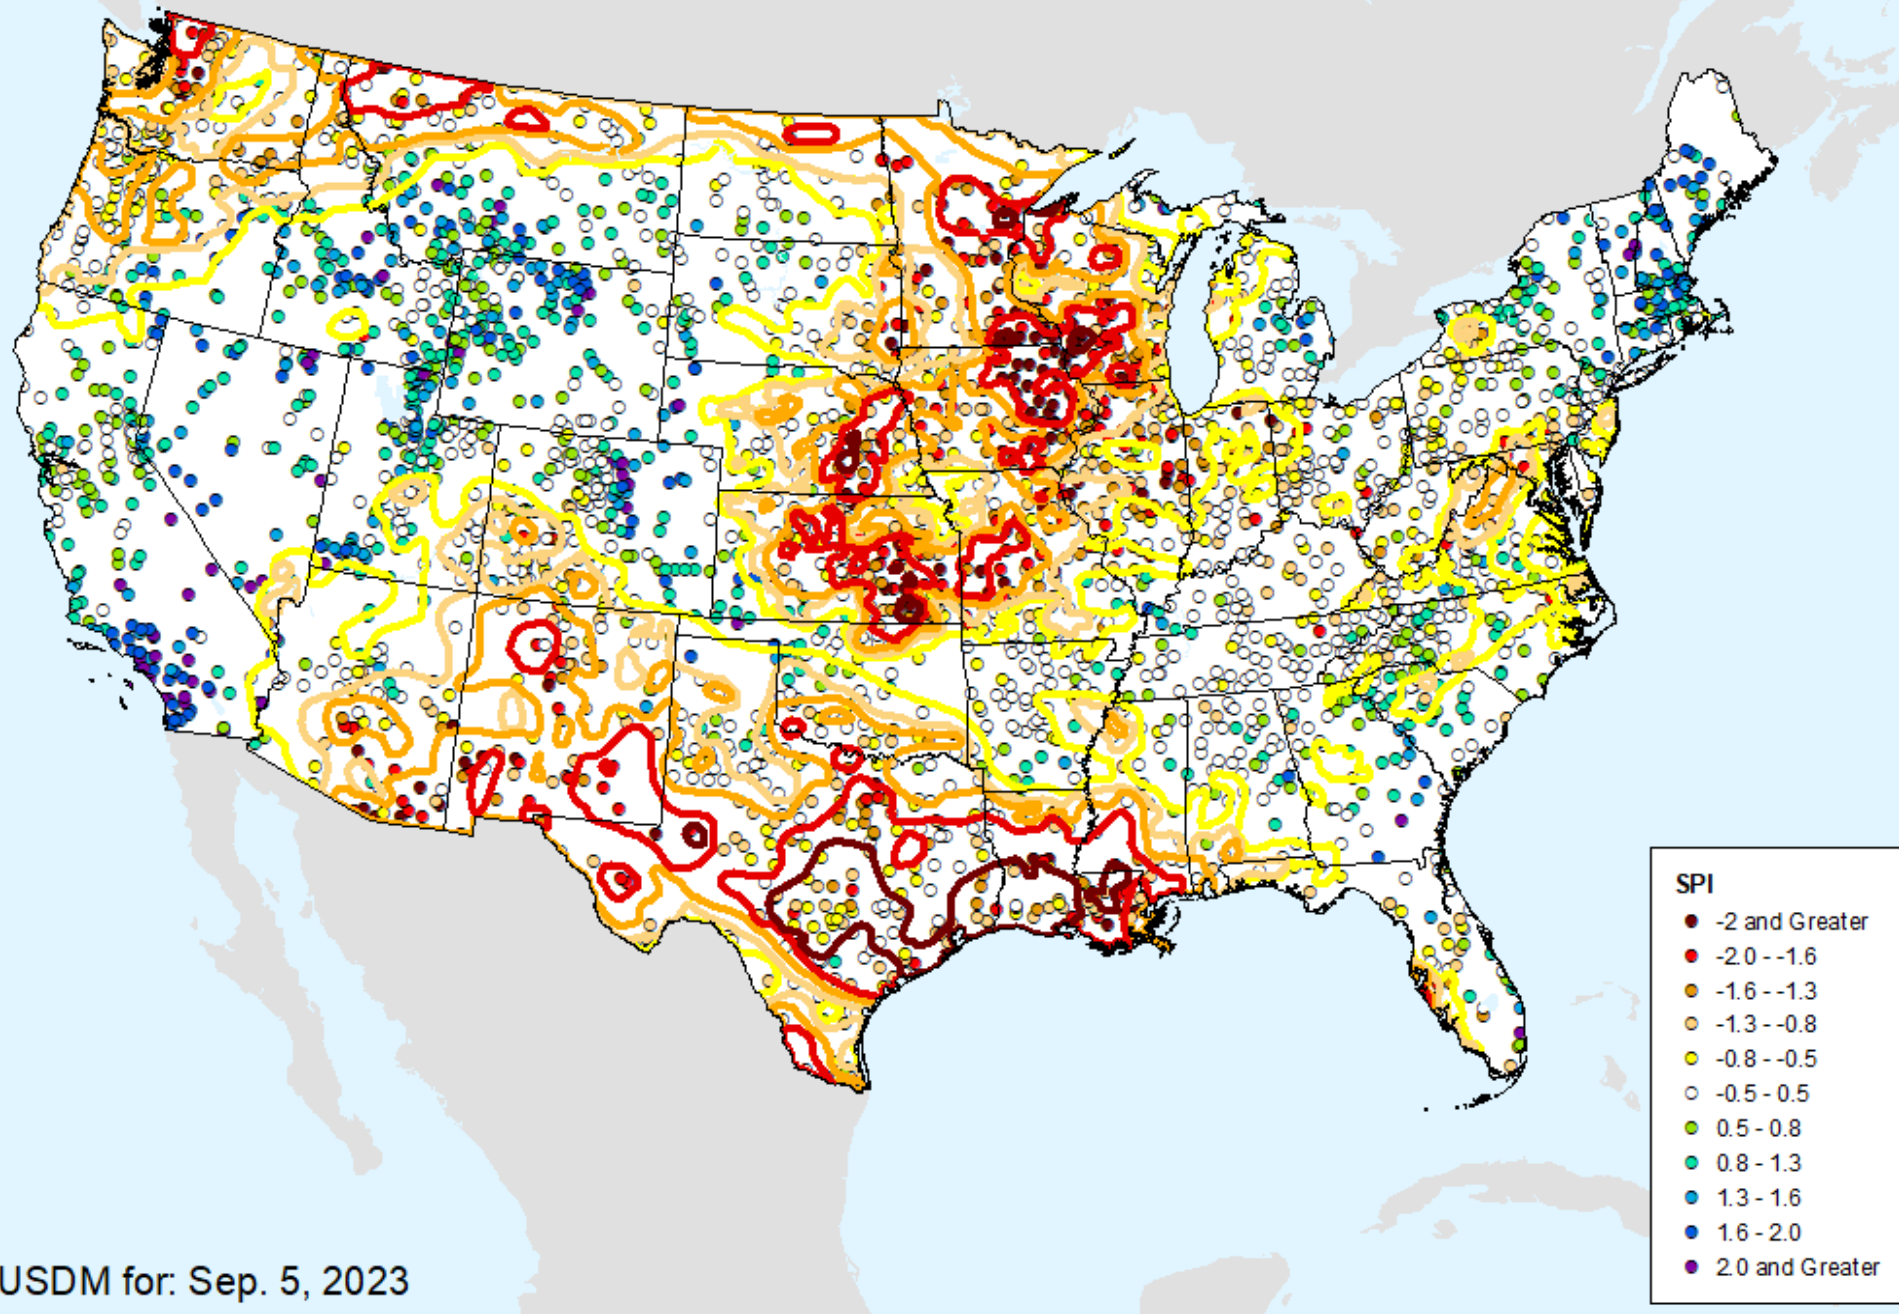 SPI
-2 and Greater
-2.0 - -1.6
-1.6 - -1.3
-1.3 - -0.8
-0.8 - -0.5
-0.5 - 0.5
0.5 - 0.8
0.8 - 1.3
1.3 - 1.6
1.6 - 2.0
2.0 and Greater
USDM for: Sep. 5, 2023